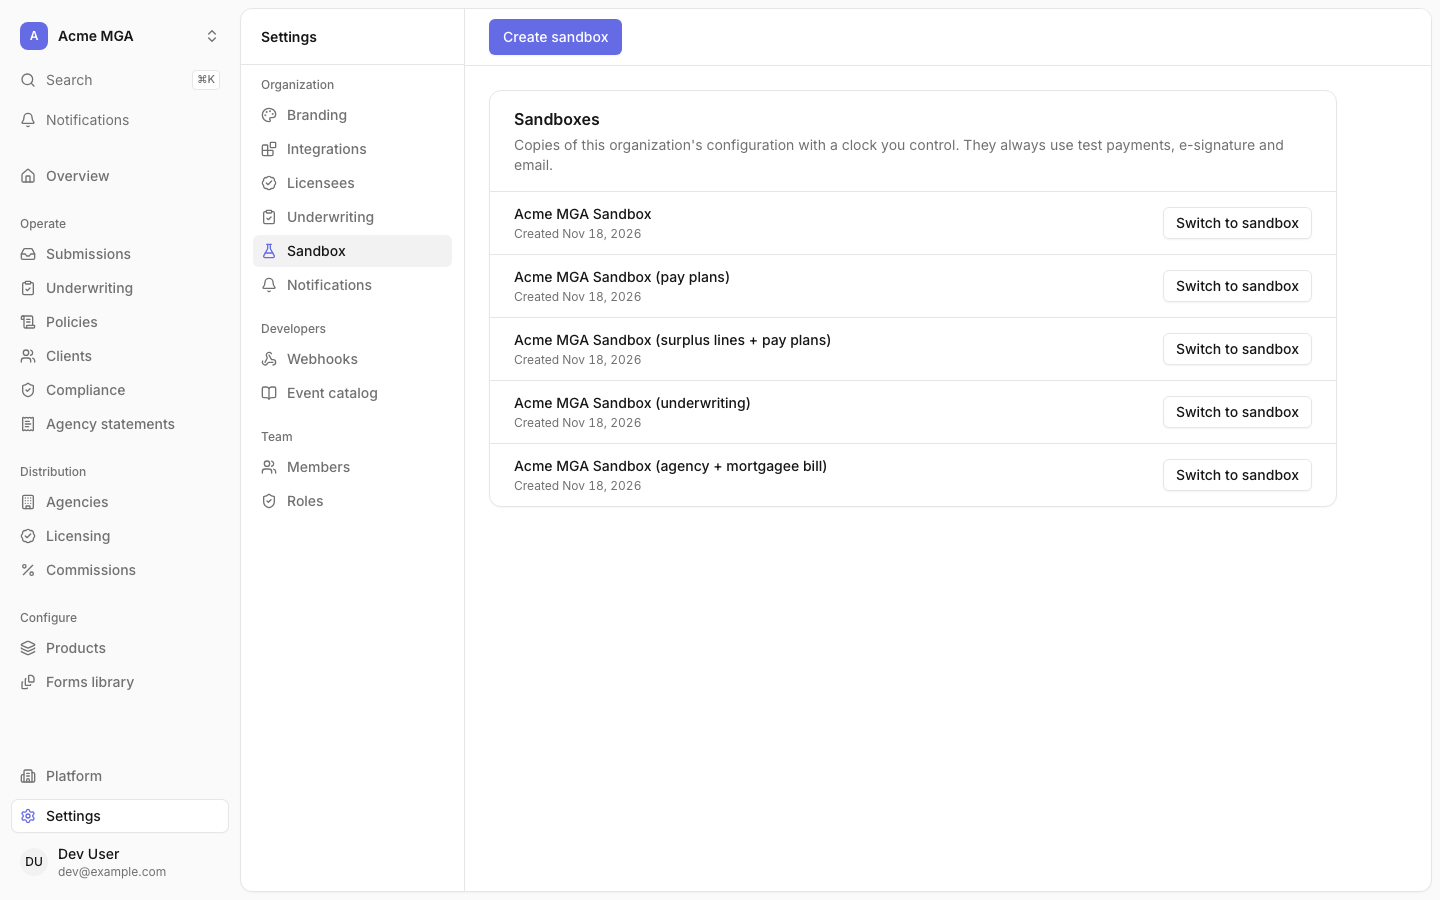 A
Acme MGA
Search
⌘K
Notifications
Overview
Operate
Submissions
Underwriting
Policies
Clients
Compliance
Agency statements
Distribution
Agencies
Licensing
Commissions
Configure
Products
Forms library
Platform
Settings
DU
Dev User
dev@example.com
Settings
Organization
Branding
Integrations
Licensees
Underwriting
Sandbox
Notifications
Developers
Webhooks
Event catalog
Team
Members
Roles
Create sandbox
Sandboxes
Copies of this organization's configuration with a clock you control. They always use test payments, e-signature and
email.
Acme MGA Sandbox
Created Nov 18, 2026
Switch to sandbox
Acme MGA Sandbox (pay plans)
Created Nov 18, 2026
Switch to sandbox
Acme MGA Sandbox (surplus lines + pay plans)
Created Nov 18, 2026
Switch to sandbox
Acme MGA Sandbox (underwriting)
Created Nov 18, 2026
Switch to sandbox
Acme MGA Sandbox (agency + mortgagee bill)
Created Nov 18, 2026
Switch to sandbox